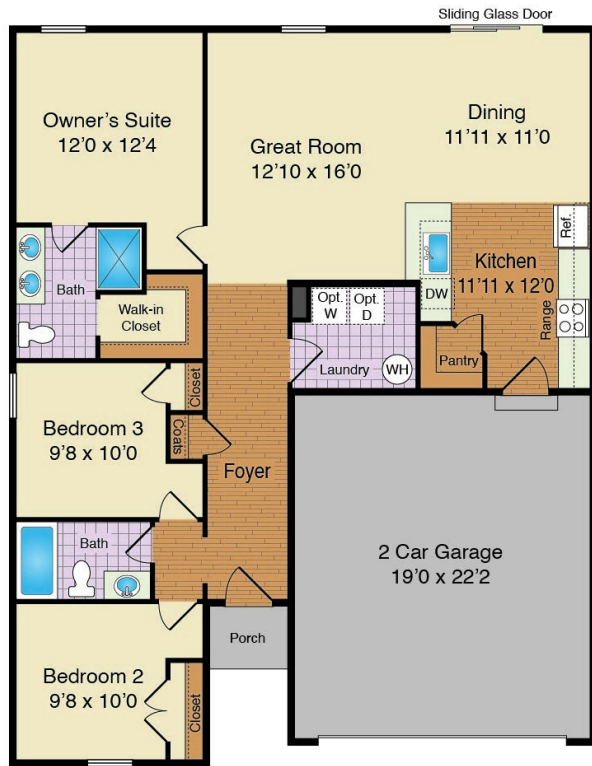 Sliding Glass Door
Owner's Suite
12'0 x 12'4
Great Room
12'10 x 16'0
Dining
11'11 x 11'0
Bath
Walk-in
Closet
Opt.
W
Opt.
D
Laundry
WH
DW
Kitchen
11'11 x 12'0
Ref.
Range
Pantry
Closet
Coats
Bedroom 3
9'8 x 10'0
Foyer
Bath
2 Car Garage
19'0 x 22'2
Porch
Bedroom 2
9'8 x 10'0
Closet